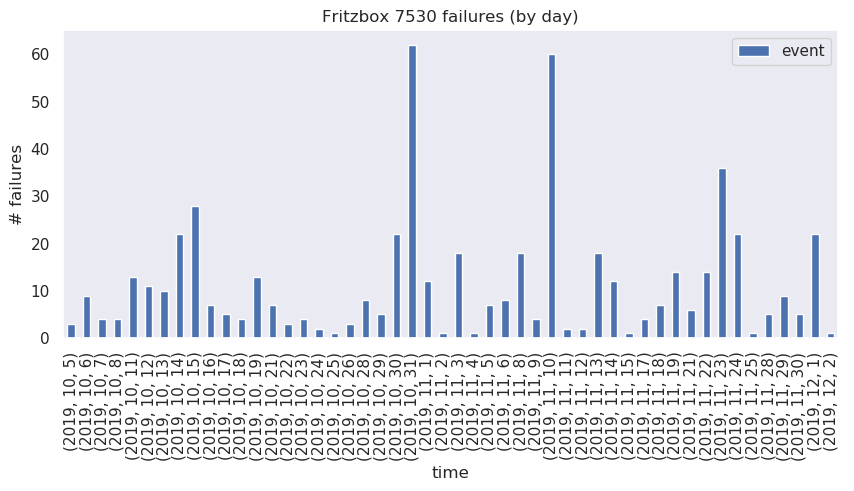 Fritzbox 7530 failures (by day)
event
# failures
60
50
40
30
20
10
0
(2019, 10, 5)
(2019, 10, 6)
(2019, 10, 7)
(2019, 10, 8)
(2019, 10, 11)
(2019, 10, 12)
(2019, 10, 13)
(2019, 10, 14)
(2019, 10, 15)
(2019, 10, 16)
(2019, 10, 17)
(2019, 10, 18)
(2019, 10, 19)
(2019, 10, 21)
(2019, 10, 22)
(2019, 10, 23)
(2019, 10, 24)
(2019, 10, 25)
(2019, 10, 26)
(2019, 10, 28)
(2019, 10, 29)
(2019, 10, 30)
(2019, 10, 31)
(2019, 11, 1)
(2019, 11, 2)
(2019, 11, 3)
(2019, 11, 4)
(2019, 11, 5)
(2019, 11, 6)
(2019, 11, 8)
(2019, 11, 9)
(2019, 11, 10)
(2019, 11, 11)
(2019, 11, 12)
(2019, 11, 13)
(2019, 11, 14)
(2019, 11, 15)
(2019, 11, 17)
(2019, 11, 18)
(2019, 11, 19)
(2019, 11, 21)
(2019, 11, 22)
(2019, 11, 23)
(2019, 11, 24)
(2019, 11, 25)
(2019, 11, 28)
(2019, 11, 29)
(2019, 11, 30)
(2019, 12, 1)
(2019, 12, 2)
time